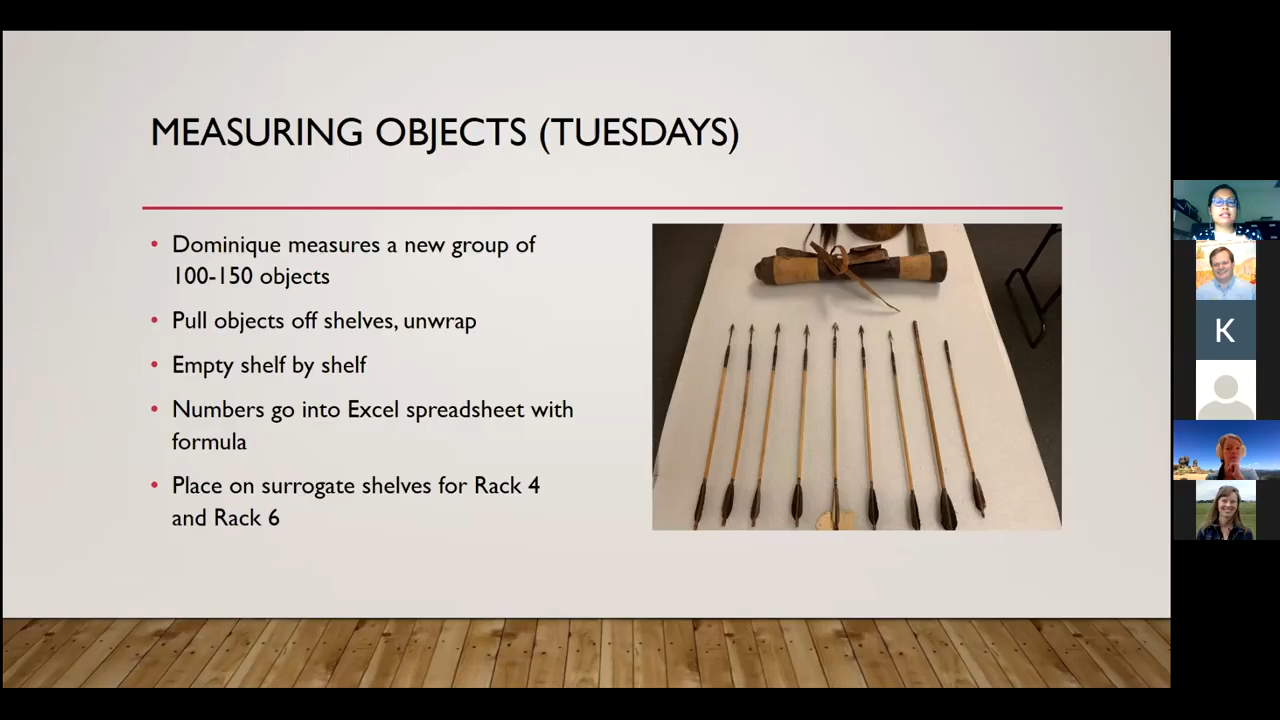 MEASURING OBJECTS (TUESDAYS)
• Dominique measures a new group of
100-150 objects
• Pull objects off shelves, unwrap
• Empty shelf by shelf
• Numbers go into Excel spreadsheet with
formula
• Place on surrogate shelves for Rack 4
and Rack 6
K